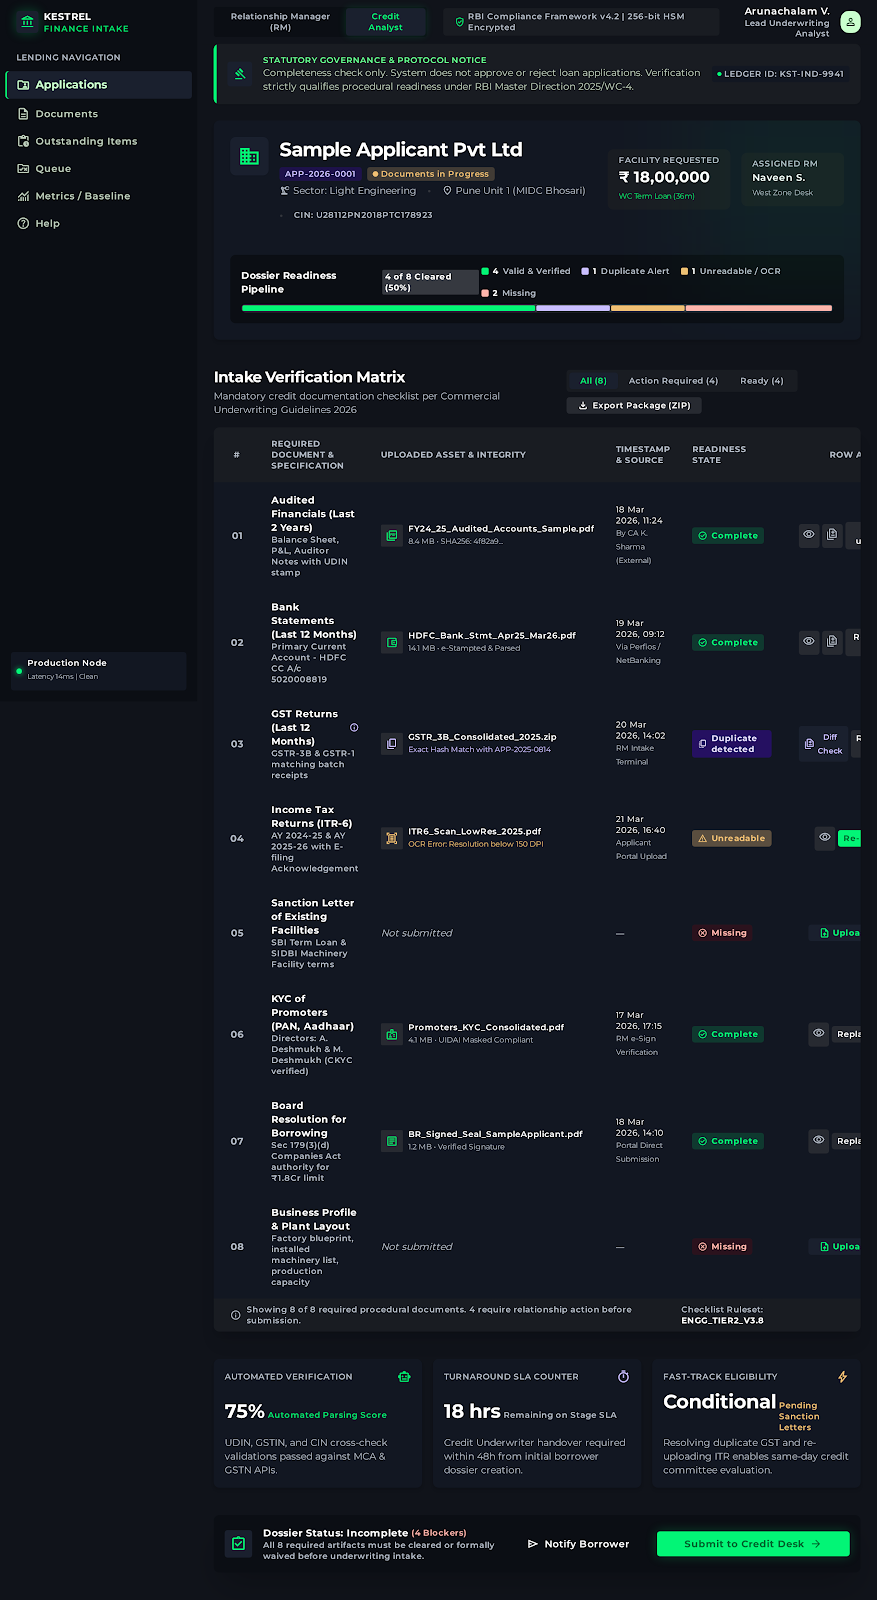 KESTREL
FINANCE INTAKE
LENDING NAVIGATION
Applications
Documents
Outstanding Items
Queue
Metrics / Baseline
Help
Production Node
Latency 14ms | Clean
Relationship Manager
(RM)
Credit
Analyst
RBI Compliance Framework v4.2 | 256-bit HSM
Encrypted
Arunachalam V.
Lead Underwriting
Analyst
STATUTORY GOVERNANCE & PROTOCOL NOTICE
Completeness check only. System does not approve or reject loan applications. Verification
strictly qualifies procedural readiness under RBI Master Direction 2025/WC-4.
LEDGER ID: KST-IND-9941
Sample Applicant Pvt Ltd
APP-2026-0001
Documents in Progress
Sector: Light Engineering
Pune Unit 1 (MIDC Bhosari)
CIN: U28112PN2018PTC178923
FACILITY REQUESTED
₹ 18,00,000
WC Term Loan (36m)
ASSIGNED RM
Naveen S.
West Zone Desk
Dossier Readiness
Pipeline
4 of 8 Cleared
(50%)
4 Valid & Verified
1 Duplicate Alert
1 Unreadable / OCR
2 Missing
Intake Verification Matrix
Mandatory credit documentation checklist per Commercial
Underwriting Guidelines 2026
All (8)
Action Required (4)
Ready (4)
Export Package (ZIP)
#
REQUIRED
DOCUMENT &
SPECIFICATION
UPLOADED ASSET & INTEGRITY
TIMESTAMP
& SOURCE
READINESS
STATE
ROW A
01
Audited
Financials (Last
2 Years)
Balance Sheet,
P&L, Auditor
Notes with UDIN
stamp
FY24_25_Audited_Accounts_Sample.pdf
8.4 MB · SHA256: 4f82a9...
18 Mar
2026, 11:24
By CA K.
Sharma
(External)
Complete
u
02
Bank
Statements
(Last 12 Months)
Primary Current
Account - HDFC
CC A/c
5020008819
HDFC_Bank_Stmt_Apr25_Mar26.pdf
14.1 MB · e-Stamped & Parsed
19 Mar
2026, 09:12
Via Perfios /
NetBanking
Complete
R
03
GST Returns
(Last 12
Months)
GSTR-3B & GSTR-1
matching batch
receipts
GSTR_3B_Consolidated_2025.zip
Exact Hash Match with APP-2025-0814
20 Mar
2026, 14:02
RM Intake
Terminal
Duplicate
detected
Diff
Check
R
04
Income Tax
Returns (ITR-6)
AY 2024-25 & AY
2025-26 with E-
filing
Acknowledgement
ITR6_Scan_LowRes_2025.pdf
OCR Error: Resolution below 150 DPI
21 Mar
2026, 16:40
Applicant
Portal Upload
Unreadable
Re-
05
Sanction Letter
of Existing
Facilities
SBI Term Loan &
SIDBI Machinery
Facility terms
Not submitted
—
Missing
Uploa
06
KYC of
Promoters
(PAN, Aadhaar)
Directors: A.
Deshmukh & M.
Deshmukh (CKYC
verified)
Promoters_KYC_Consolidated.pdf
4.1 MB · UIDAI Masked Compliant
17 Mar
2026, 17:15
RM e-Sign
Verification
Complete
Repla
07
Board
Resolution for
Borrowing
Sec 179(3)(d)
Companies Act
authority for
₹1.8Cr limit
BR_Signed_Seal_SampleApplicant.pdf
1.2 MB · Verified Signature
18 Mar
2026, 14:10
Portal Direct
Submission
Complete
Repla
08
Business Profile
& Plant Layout
Factory blueprint,
installed
machinery list,
production
capacity
Not submitted
—
Missing
Uploa
Showing 8 of 8 required procedural documents. 4 require relationship action before
submission.
Checklist Ruleset:
ENGG_TIER2_V3.8
AUTOMATED VERIFICATION
75% Automated Parsing Score
UDIN, GSTIN, and CIN cross-check
validations passed against MCA &
GSTN APIs.
TURNAROUND SLA COUNTER
18 hrs Remaining on Stage SLA
Credit Underwriter handover required
within 48h from initial borrower
dossier creation.
FAST-TRACK ELIGIBILITY
Conditional Pending
Sanction
Letters
Resolving duplicate GST and re-
uploading ITR enables same-day credit
committee evaluation.
Dossier Status: Incomplete (4 Blockers)
All 8 required artifacts must be cleared or formally
waived before underwriting intake.
Notify Borrower
Submit to Credit Desk →